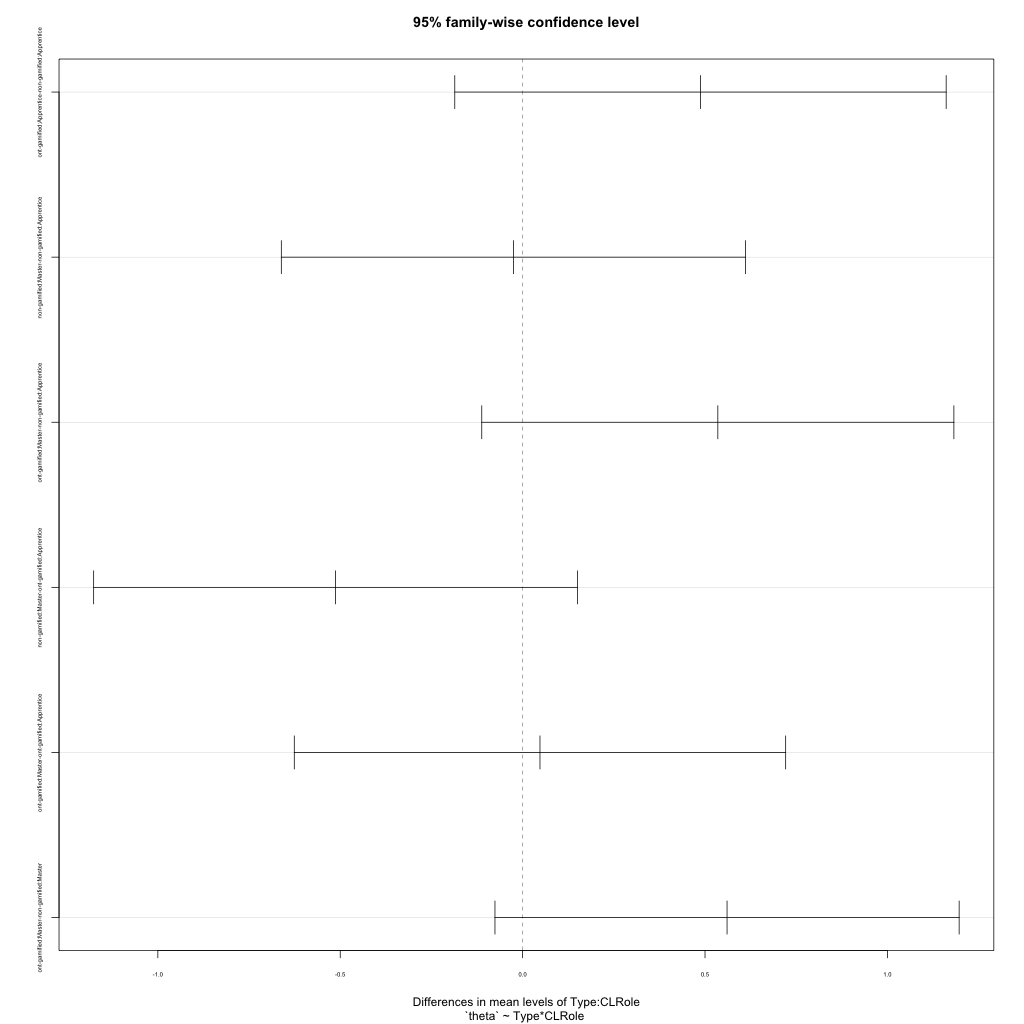 95% family-wise confidence level
ont-gamified:Apprentice-non-gamified:Apprentice
non-gamified:Master-non-gamified:Apprentice
ont-gamified:Master-non-gamified:Apprentice
non-gamified:Master-ont-gamified:Apprentice
ont-gamified:Master-ont-gamified:Apprentice
ont-gamified:Master-non-gamified:Master
-1.0 -0.5 0.0 0.5 1.0
Differences in mean levels of Type:CLRole
`theta` ~ Type*CLRole